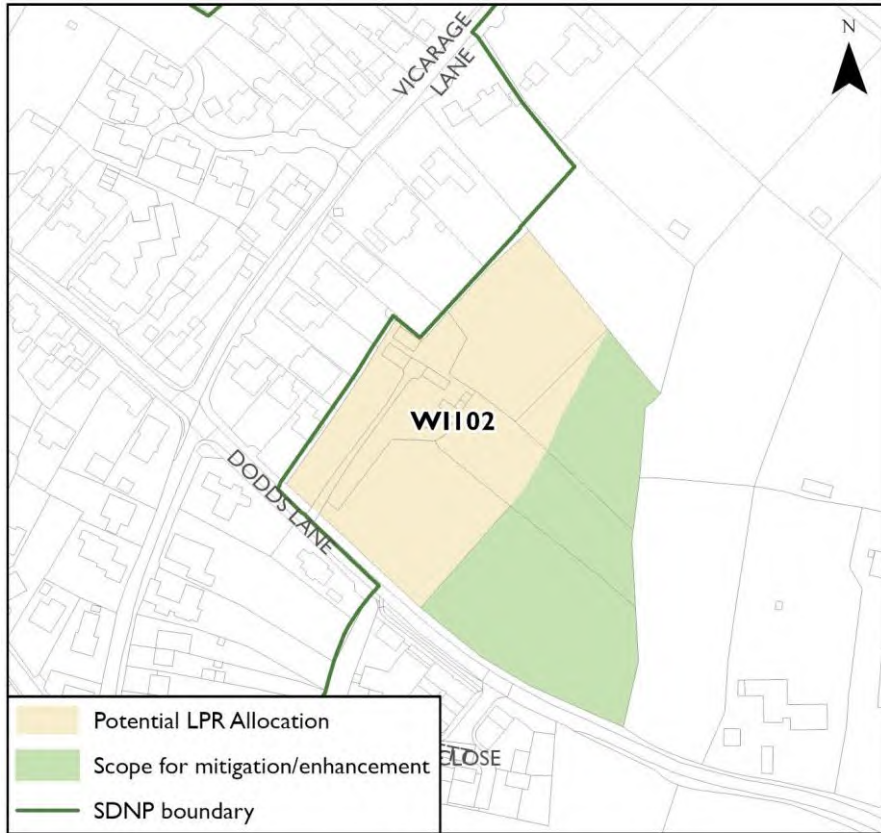 N
VICARAGE
LANE
WI102
DODDS LANE
CLOSE
Potential LPR Allocation
Scope for mitigation/enhancement
SDNP boundary